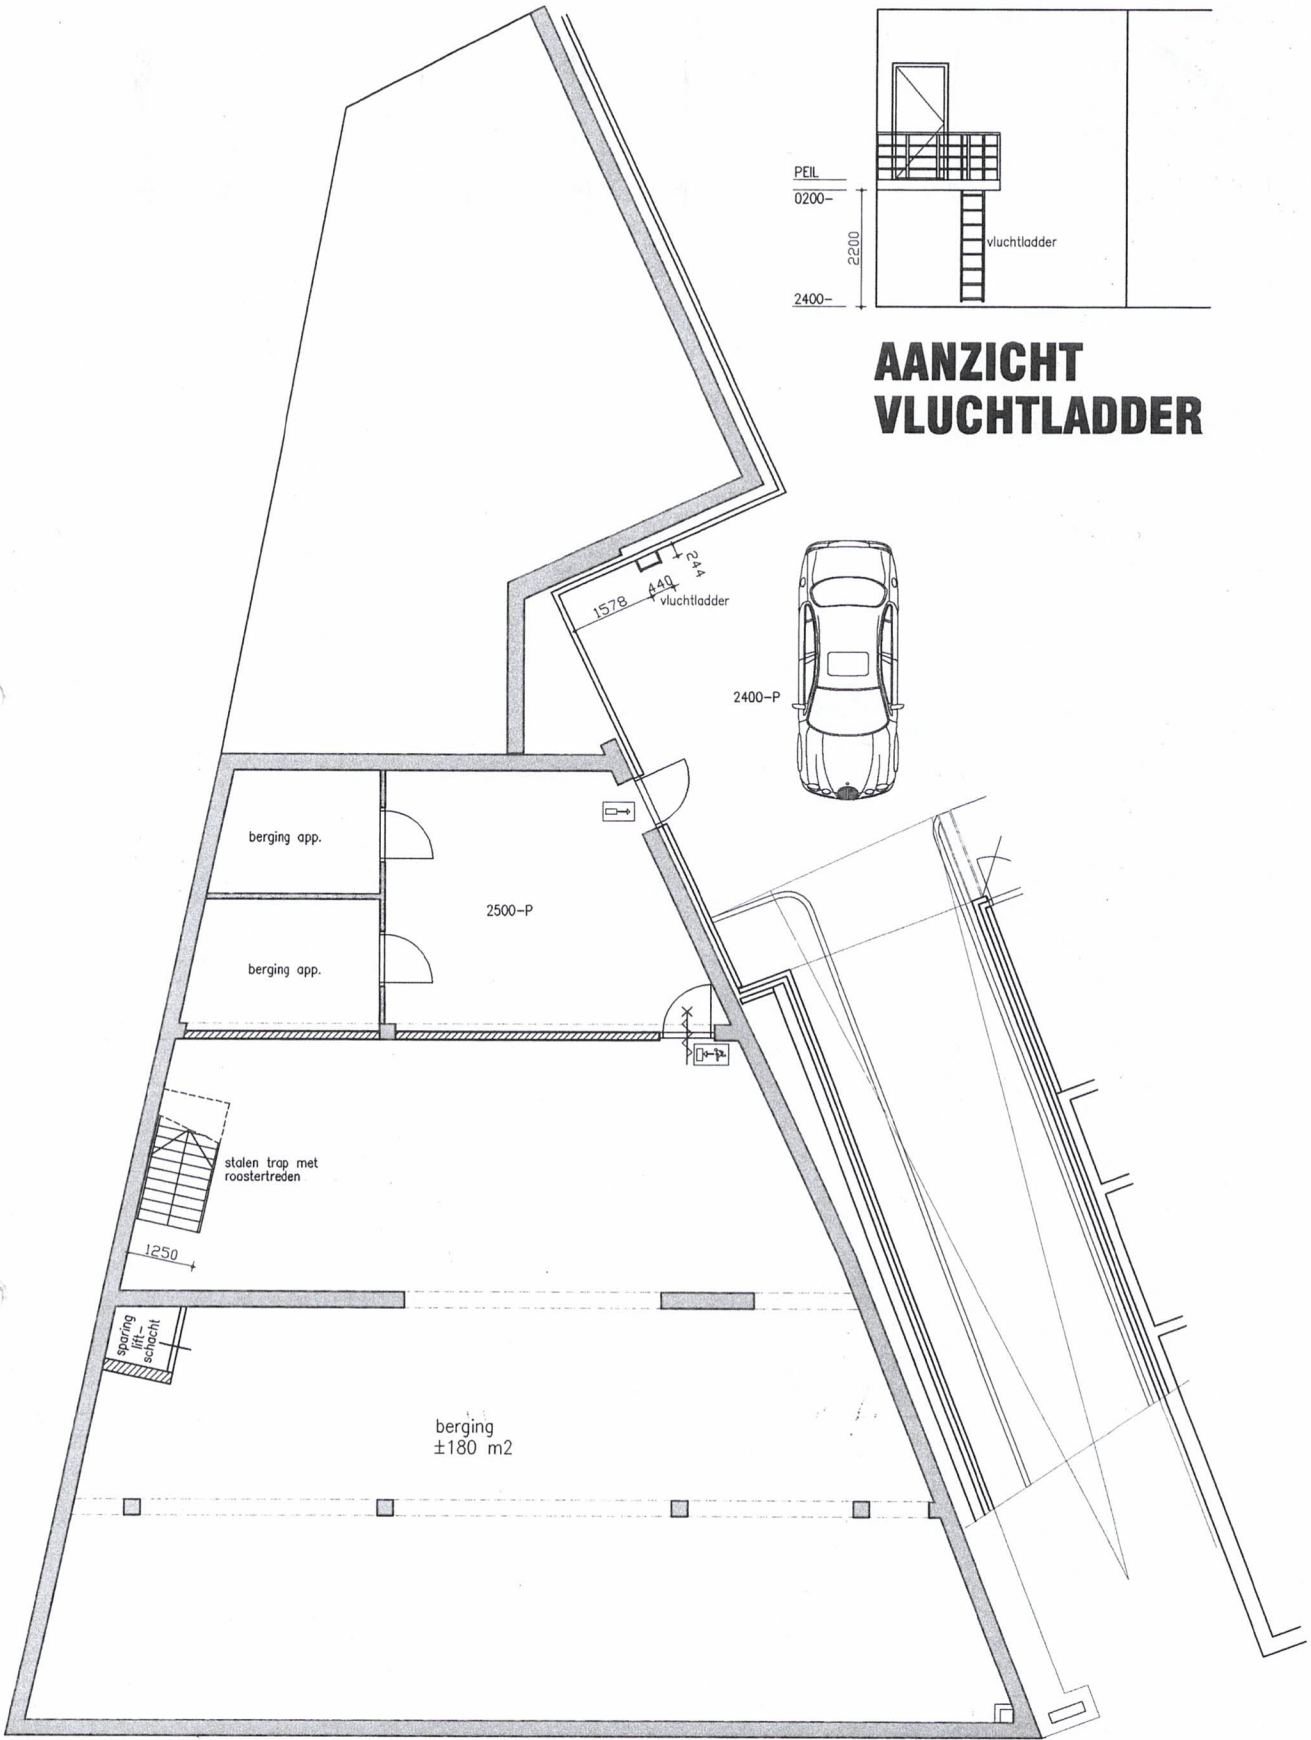 PEIL
0200-
2200
vluchtladder
2400-
AANZICHT
VLUCHTLADDER
244
440
1578
vluchtladder
2400-P
berging app.
2500-P
berging app.
stalen trap met
roostertreden
1250
sparing
lift-
schacht
berging
±180 m2